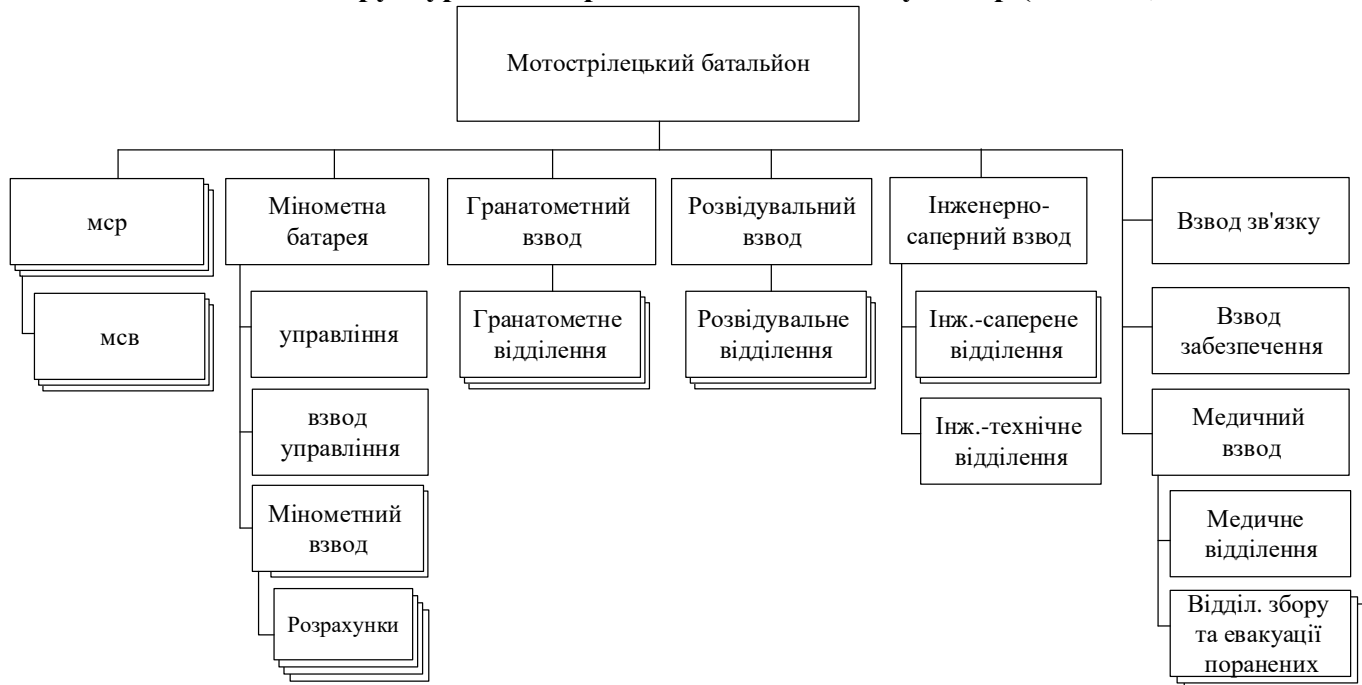 Мотострілецький батальйон
мср
Мінометна
батарея
Гранатометний
взвод
Розвідувальний
взвод
Інженерно-
саперний взвод
Взвод зв'язку
мсв
управління
Гранатометне
відділення
Розвідувальне
відділення
Інж.-саперене
відділення
Взвод
забезпечення
взвод
управління
Інж.-технічне
відділення
Медичний
взвод
Мінометний
взвод
Медичне
відділення
Розрахунки
Відділ. збору
та евакуації
поранених